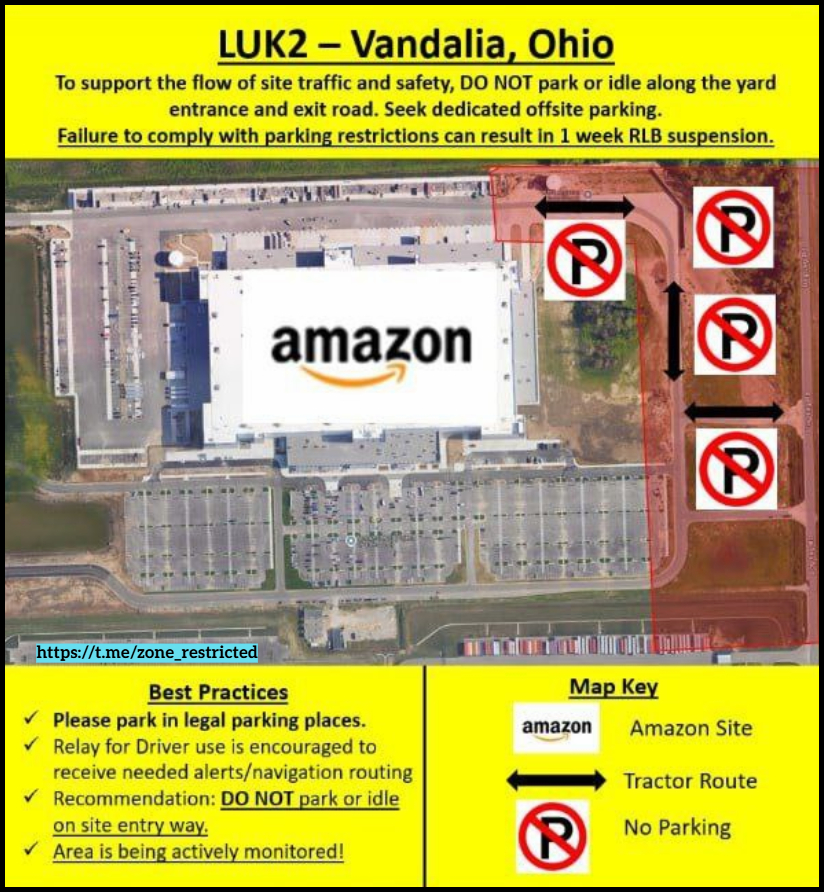 LUK2 – Vandalia, Ohio
To support the flow of site traffic and safety, DO NOT park or idle along the yard
entrance and exit road. Seek dedicated offsite parking.
Failure to comply with parking restrictions can result in 1 week RLB suspension.
P
P
P
amazon
P
https://t.me/zone_restricted
Best Practices
✓ Please park in legal parking places.
✓ Relay for Driver use is encouraged to
receive needed alerts/navigation routing
✓ Recommendation: DO NOT park or idle
on site entry way.
✓ Area is being actively monitored!
Map Key
amazon Amazon Site
Tractor Route
P No Parking